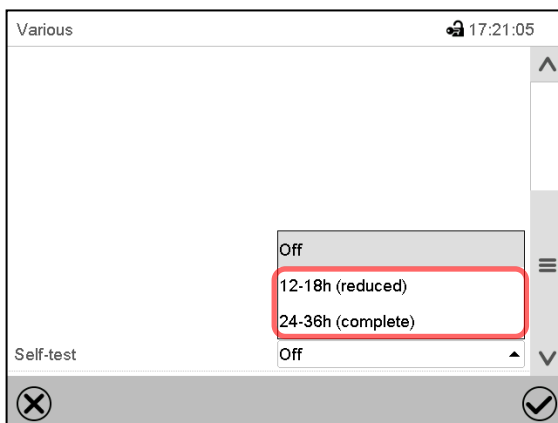 Various 17:21:05
Off
12-18h (reduced)
24-36h (complete)
Self-test Off